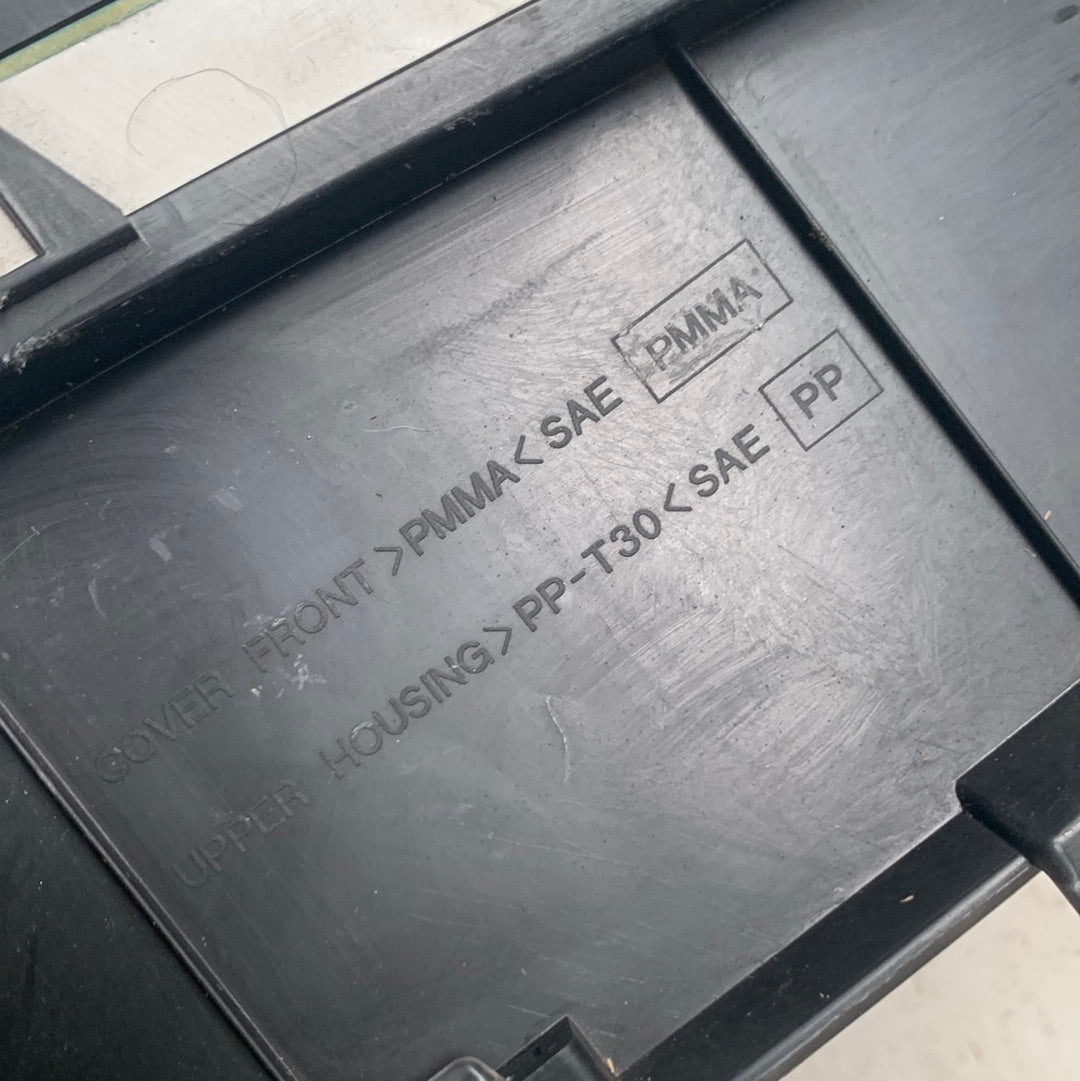 COVER FRONT >PMMA< SAE PMMA
UPPER HOUSING >PP-T30< SAE PP